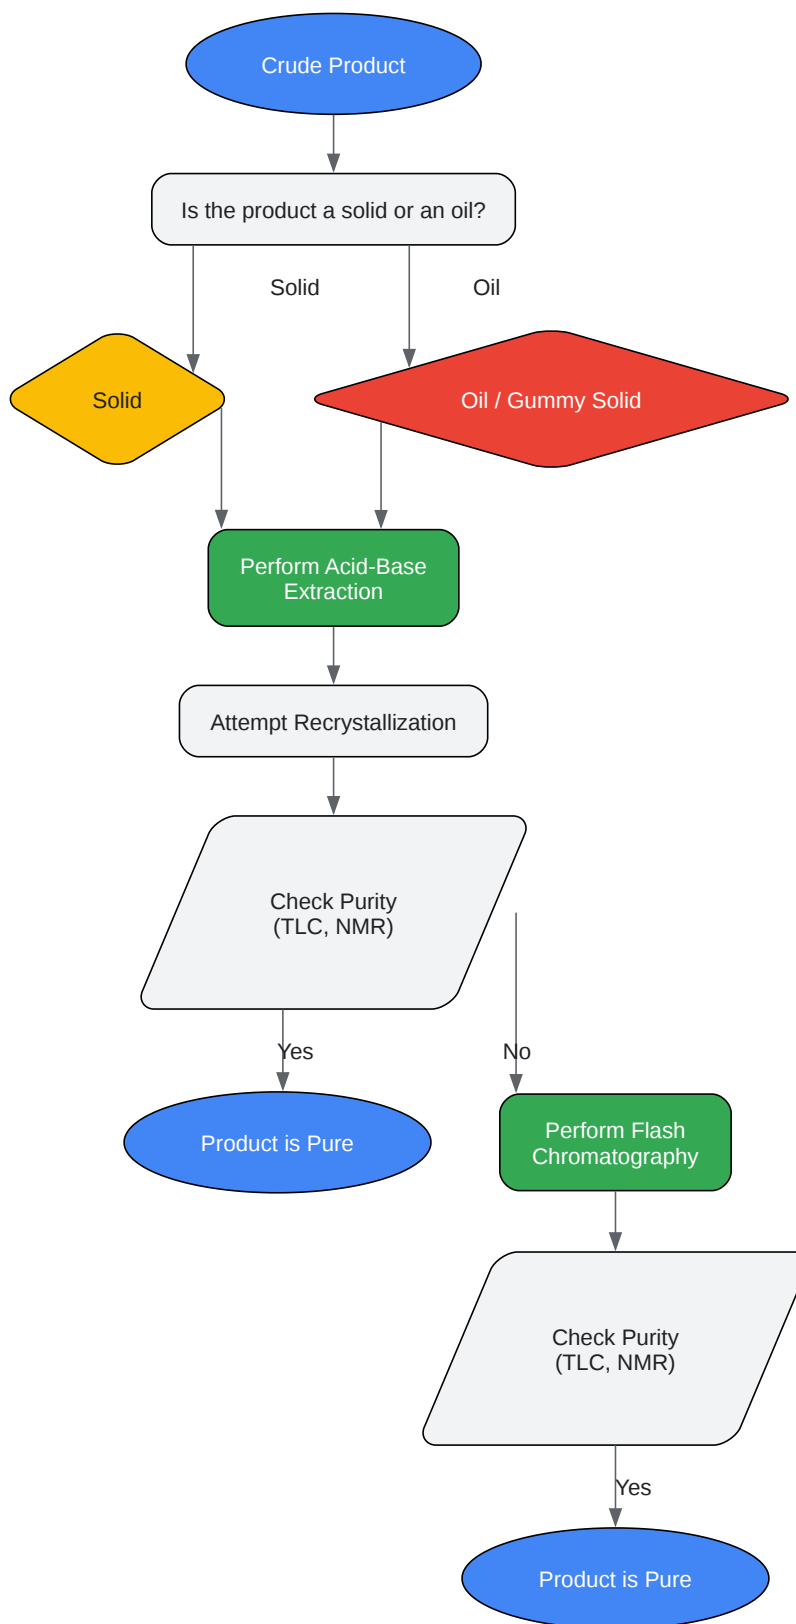 Crude Product
Is the product a solid or an oil?
Solid
Oil
Solid
Oil / Gummy Solid
Perform Acid-Base
Extraction
Attempt Recrystallization
Check Purity
(TLC, NMR)
Yes
No
Product is Pure
Perform Flash
Chromatography
Check Purity
(TLC, NMR)
Yes
Product is Pure